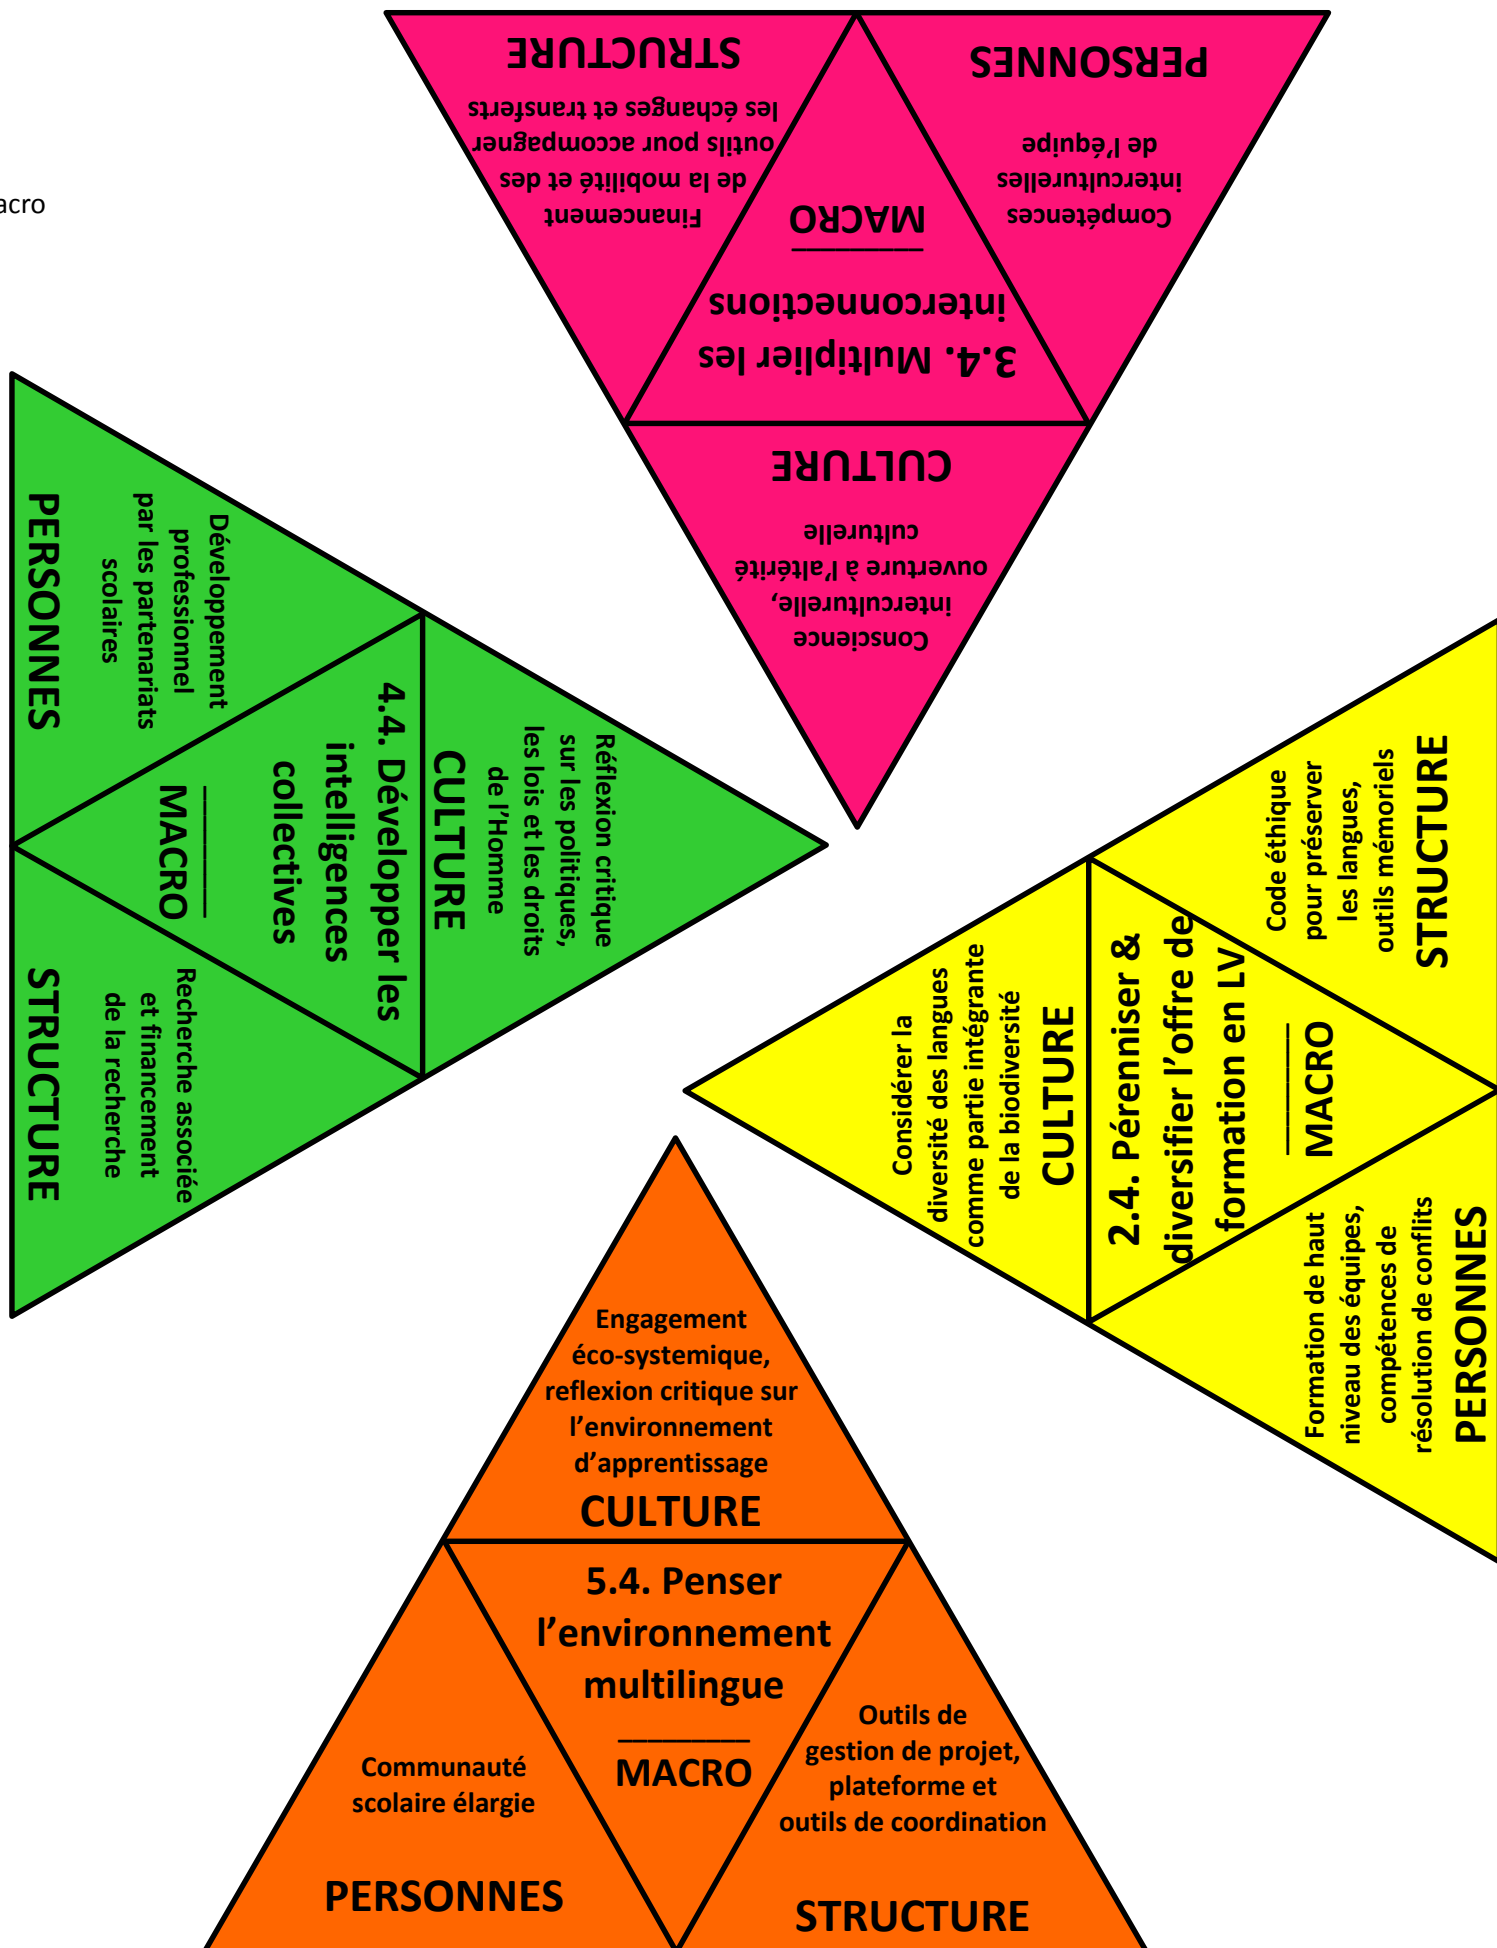 acro
STRUCTURE
les échanges et transferts
outils pour accompagner
de la mobilité et des
Financement
PERSONNES
Compétences
interculturelles
de l'équipe
3.4. Multiplier les
interconnections
__________
MACRO
Conscience
interculturelle,
ouverture à l'altérité
culturelle
CULTURE
PERSONNES
Développement
professionnel
par les partenariats
scolaires
4.4. Développer les
intelligences
collectives
__________
MACRO
Réflexion critique
sur les politiques,
les lois et les droits
de l'Homme
CULTURE
Recherche associée
et financement
de la recherche
STRUCTURE
Code éthique
pour préserver
les langues,
outils mémoriels
STRUCTURE
Considérer la
diversité des langues
comme partie intégrante
de la biodiversité
CULTURE
2.4. Pérenniser &
diversifier l'offre de
formation en LV
__________
MACRO
Formation de haut
niveau des équipes,
compétences de
résolution de conflits
PERSONNES
Engagement
éco-systemique,
reflexion critique sur
l'environnement
d'apprentissage
CULTURE
5.4. Penser
l'environnement
multilingue
__________
MACRO
Communauté
scolaire élargie
PERSONNES
Outils de
gestion de projet,
plateforme et
outils de coordination
STRUCTURE